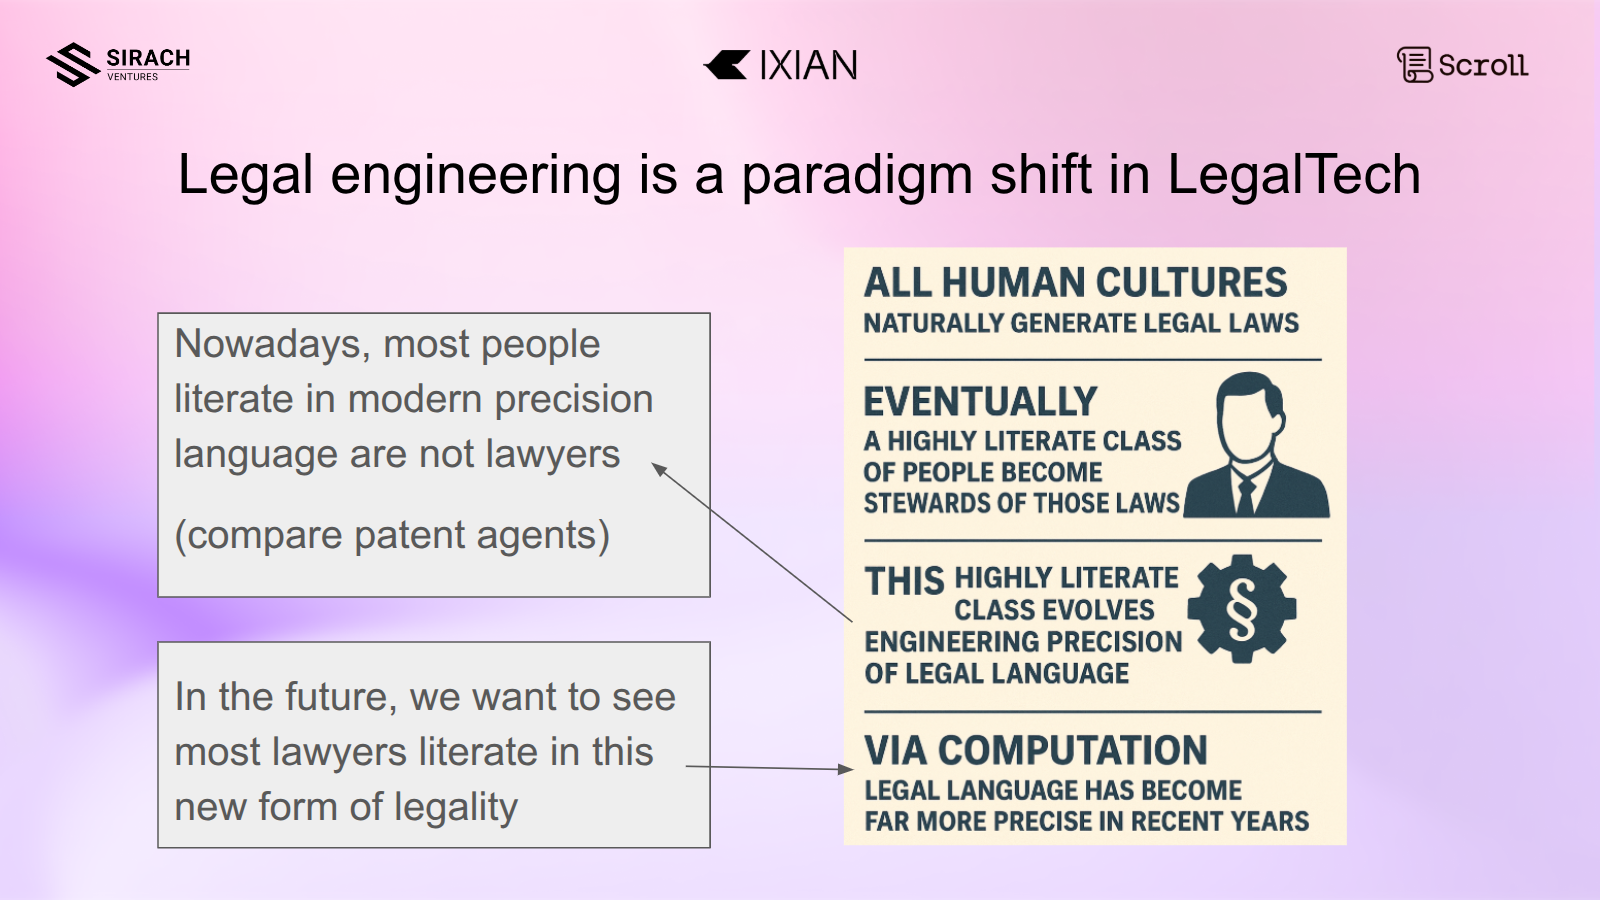 SIRACH
VENTURES
IXIAN
Scroll
Legal engineering is a paradigm shift in LegalTech
Nowadays, most people
literate in modern precision
language are not lawyers
(compare patent agents)
In the future, we want to see
most lawyers literate in this
new form of legality
ALL HUMAN CULTURES
NATURALLY GENERATE LEGAL LAWS
EVENTUALLY
A HIGHLY LITERATE CLASS
OF PEOPLE BECOME
STEWARDS OF THOSE LAWS
THIS HIGHLY LITERATE
CLASS EVOLVES
ENGINEERING PRECISION
OF LEGAL LANGUAGE
§
VIA COMPUTATION
LEGAL LANGUAGE HAS BECOME
FAR MORE PRECISE IN RECENT YEARS